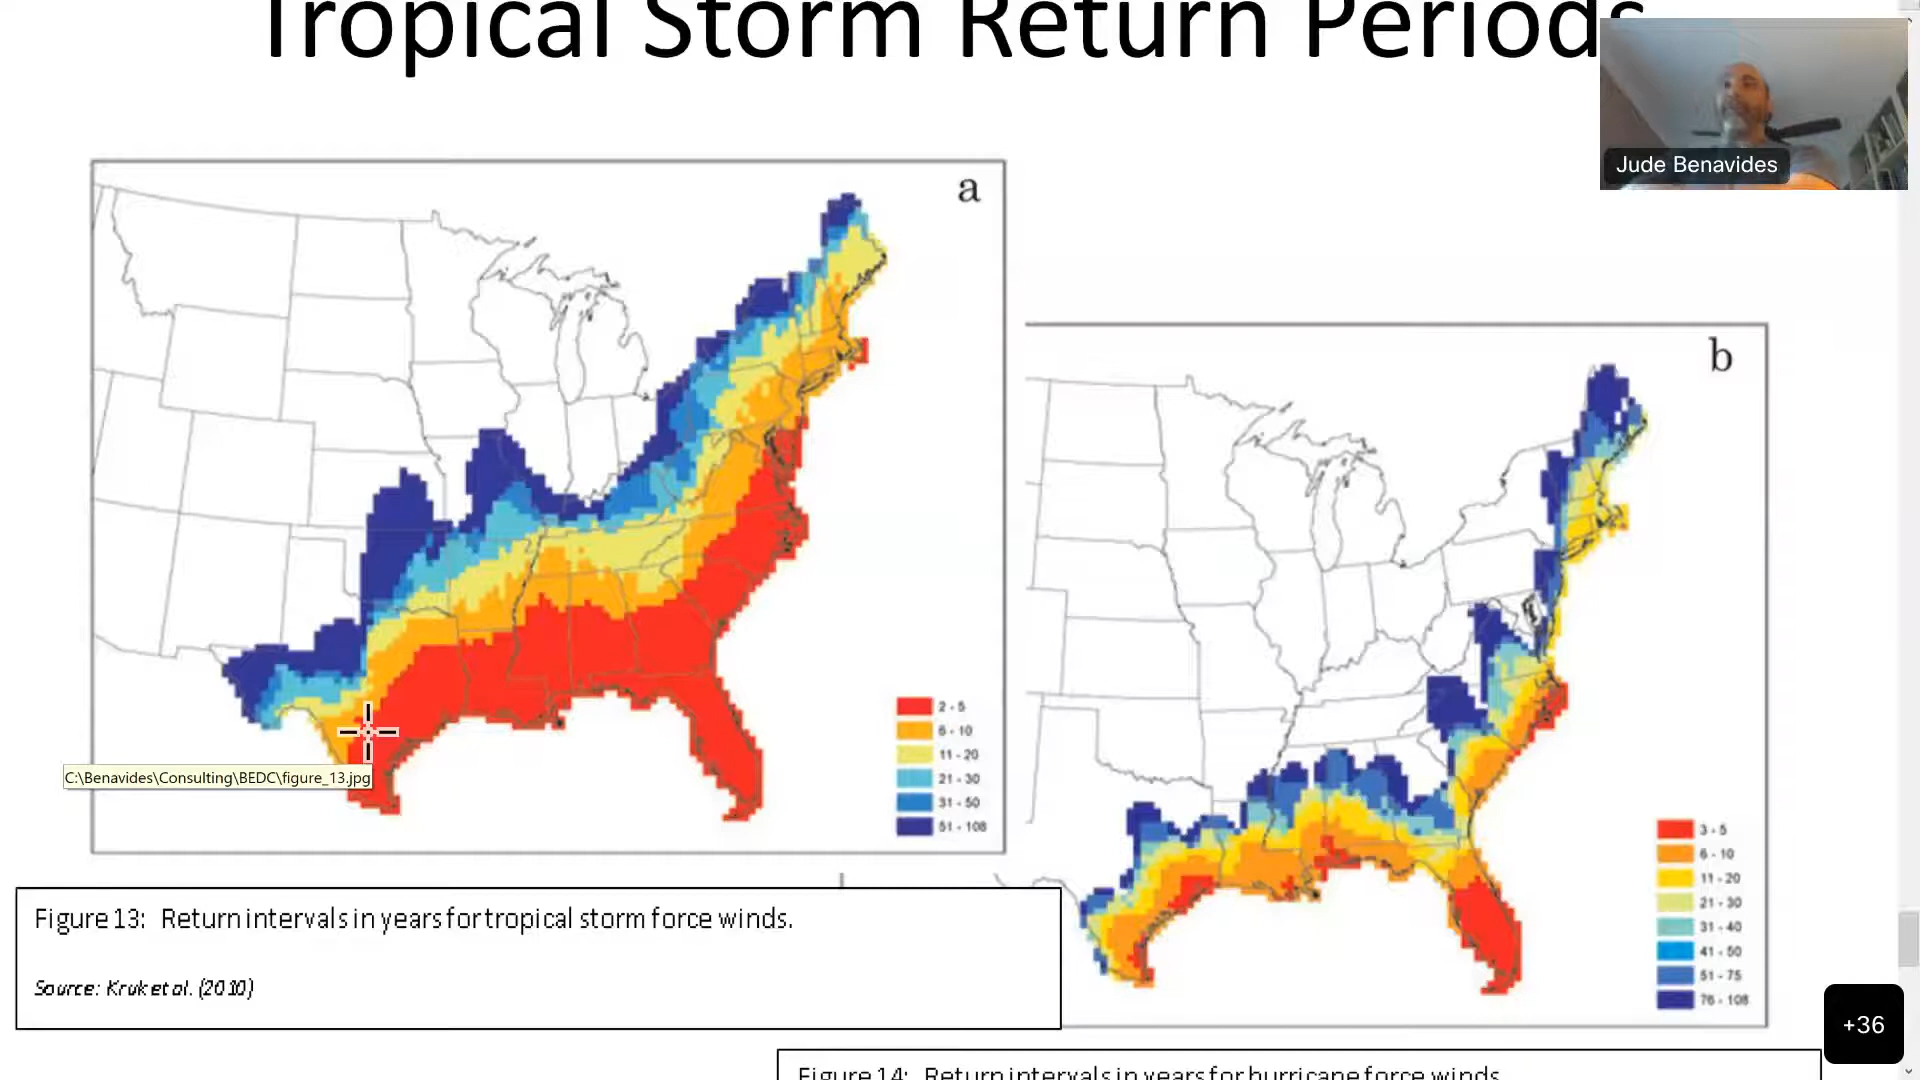 Tropical Storm Return Periods
Jude Benavides
a
2 - 5
6 - 10
11 - 20
21 - 30
31 - 50
51 - 108
C:\Benavides\Consulting\BEDC\figure_13.jpg
b
3 - 5
6 - 10
11 - 20
21 - 30
31 - 40
41 - 50
51 - 75
76 - 108
Figure 13: Return intervals in years for tropical storm force winds.
Source: Kruk et al. (2010)
+36
Figure 14: Return intervals in years for hurricane force winds